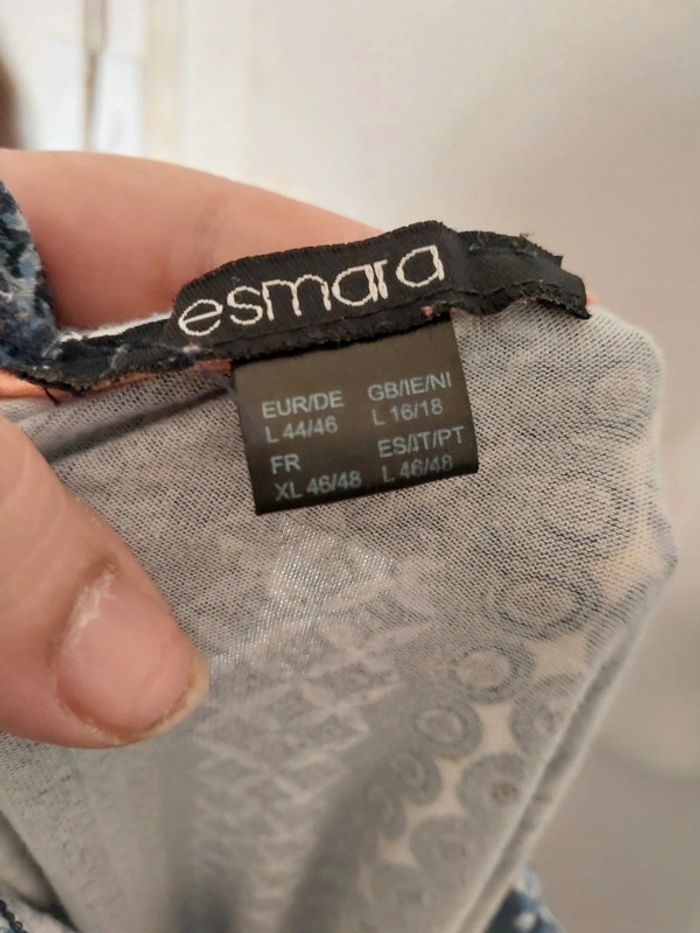 esmara
EUR/DE GB/IE/NI
L 44/46 L 16/18
FR ES/IT/PT
XL 46/48 L 46/48